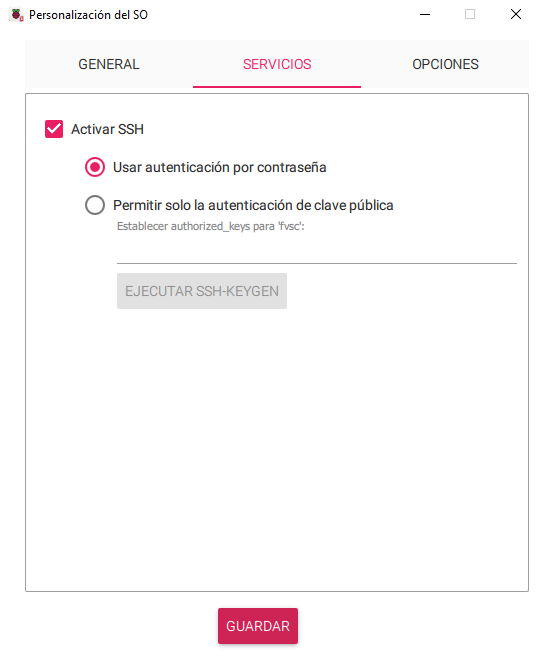 Personalización del SO
GENERAL
SERVICIOS
OPCIONES
Activar SSH
Usar autenticación por contraseña
Permitir solo la autenticación de clave pública
Establecer authorized_keys para 'fvsc':
EJECUTAR SSH-KEYGEN
GUARDAR